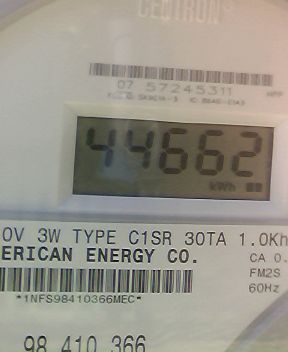 CENTRON
07 57245311
44662
kWh
0V 3W TYPE C1SR 30TA 1.0Kh
ERICAN ENERGY CO.
CA 0.
FM2S
60Hz
*1NFS98410366MEC*
98 410 366